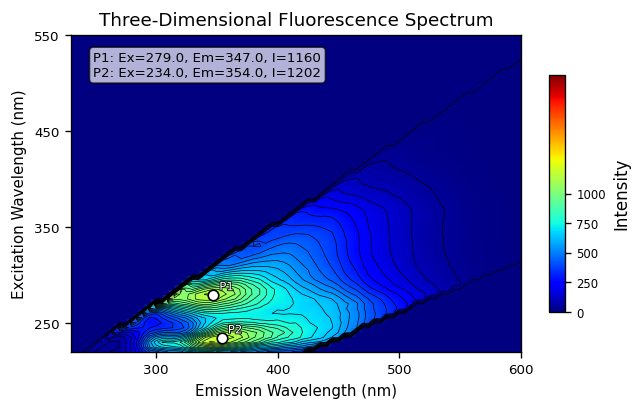 Three-Dimensional Fluorescence Spectrum
P1: Ex=279.0, Em=347.0, I=1160
P2: Ex=234.0, Em=354.0, I=1202
550
450
350
250
Excitation Wavelength (nm)
P1
P2
300
400
500
600
Emission Wavelength (nm)
1000
750
500
250
0
Intensity